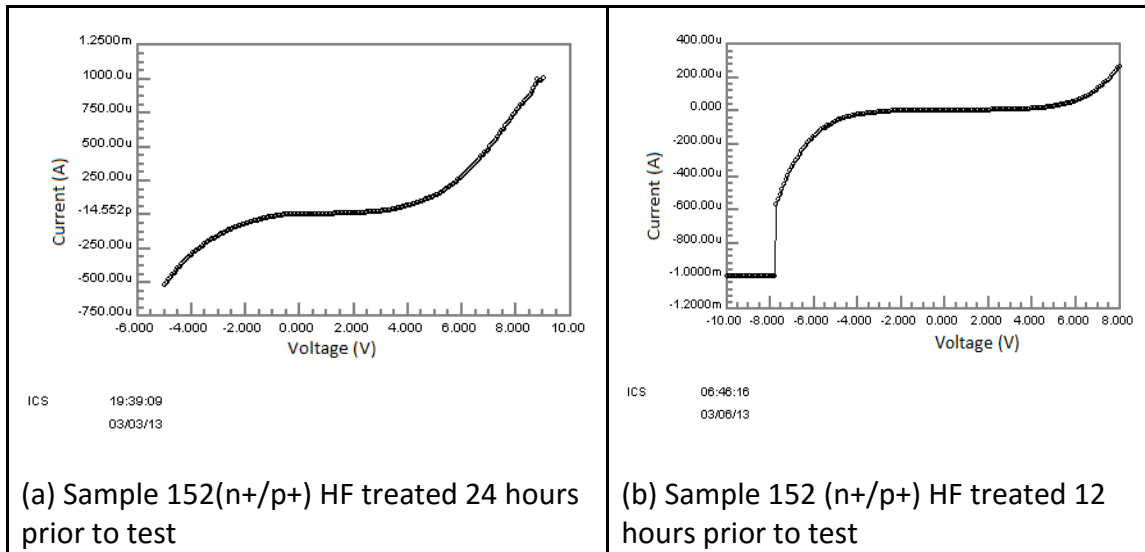 1.2500m
1000.0u
750.00u
500.00u
250.00u
-14.552p
-250.00u
-500.00u
-750.00u
Current (A)
-6.000 -4.000 -2.000 0.000 2.000 4.000 6.000 8.000 10.00
Voltage (V)
ICS 19:39:09
03/03/13
(a) Sample 152(n+/p+) HF treated 24 hours
prior to test
400.00u
200.00u
0.000
-200.00u
-400.00u
-600.00u
-800.00u
-1.0000m
-1.2000m
Current (A)
-10.00 -8.000 -6.000 -4.000 -2.000 0.000 2.000 4.000 6.000 8.000
Voltage (V)
ICS 06:46:16
03/06/13
(b) Sample 152 (n+/p+) HF treated 12
hours prior to test